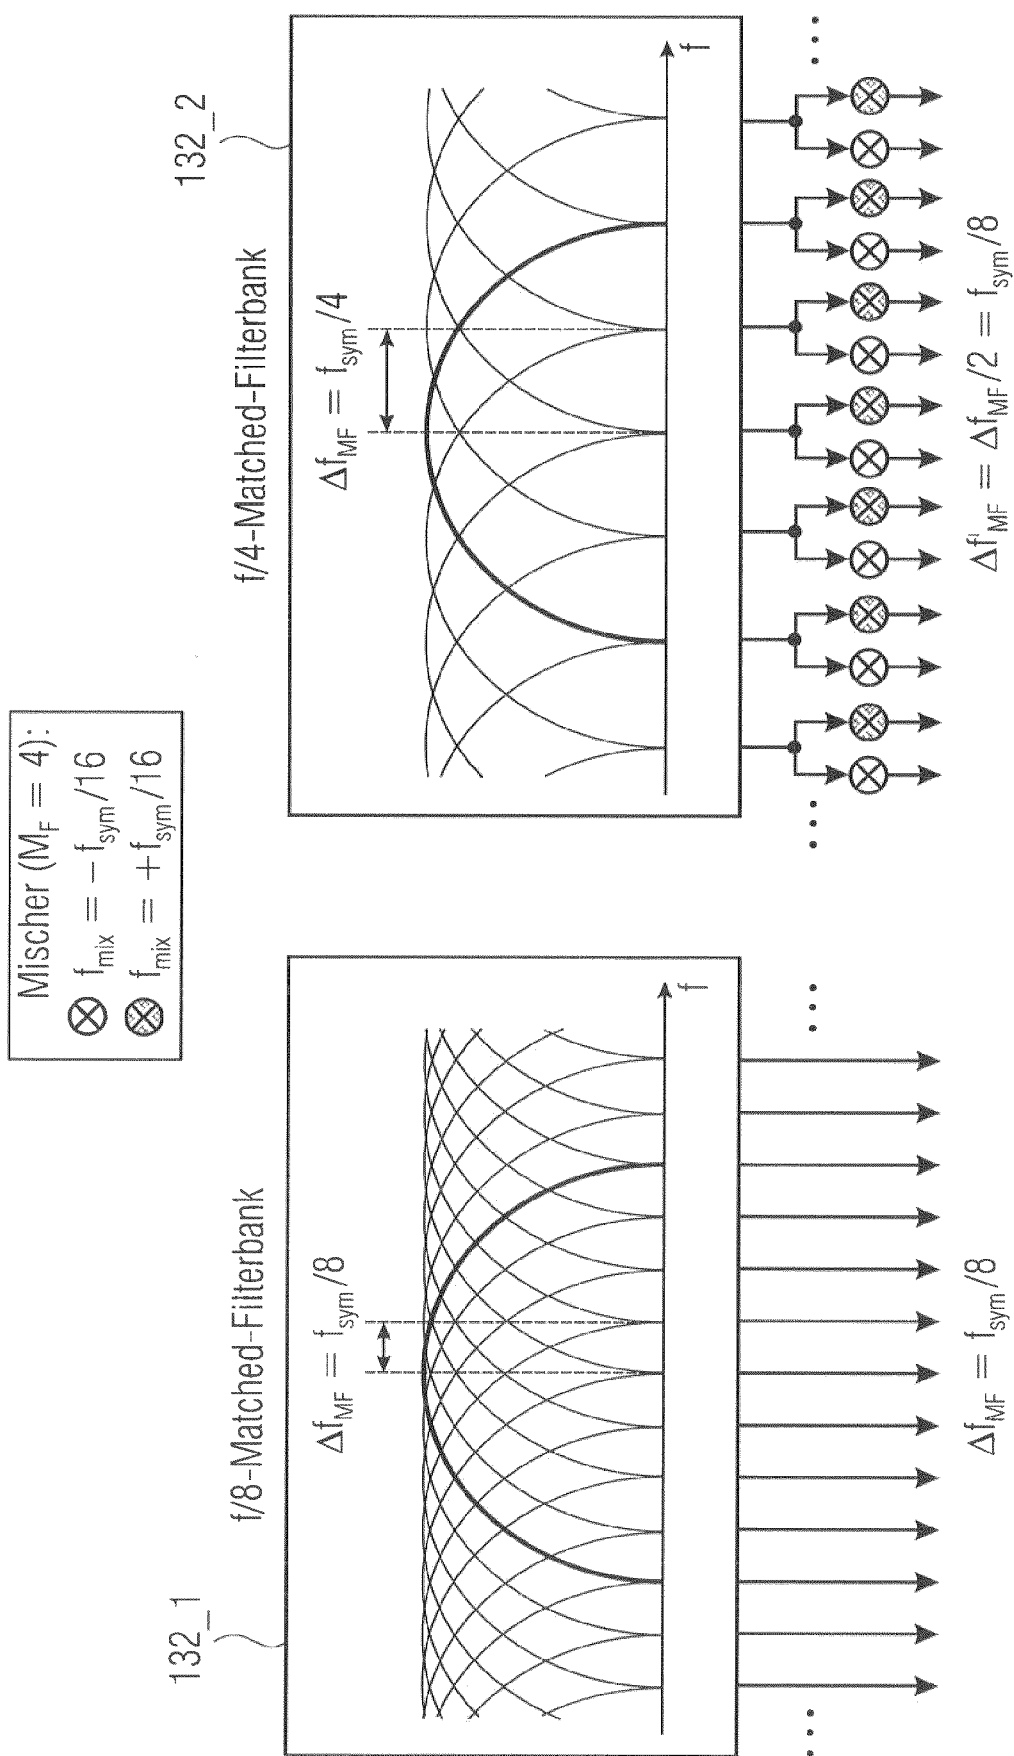 Mischer (M_F = 4):
⊗ f_mix = − f_sym/16
⊗ f_mix = + f_sym/16
132_1
f/8-Matched-Filterbank
Δf_MF = f_sym/8
f
...
...
Δf_MF = f_sym/8
132_2
f/4-Matched-Filterbank
Δf_MF = f_sym/4
f
...
...
Δf'_MF = Δf_MF/2 = f_sym/8